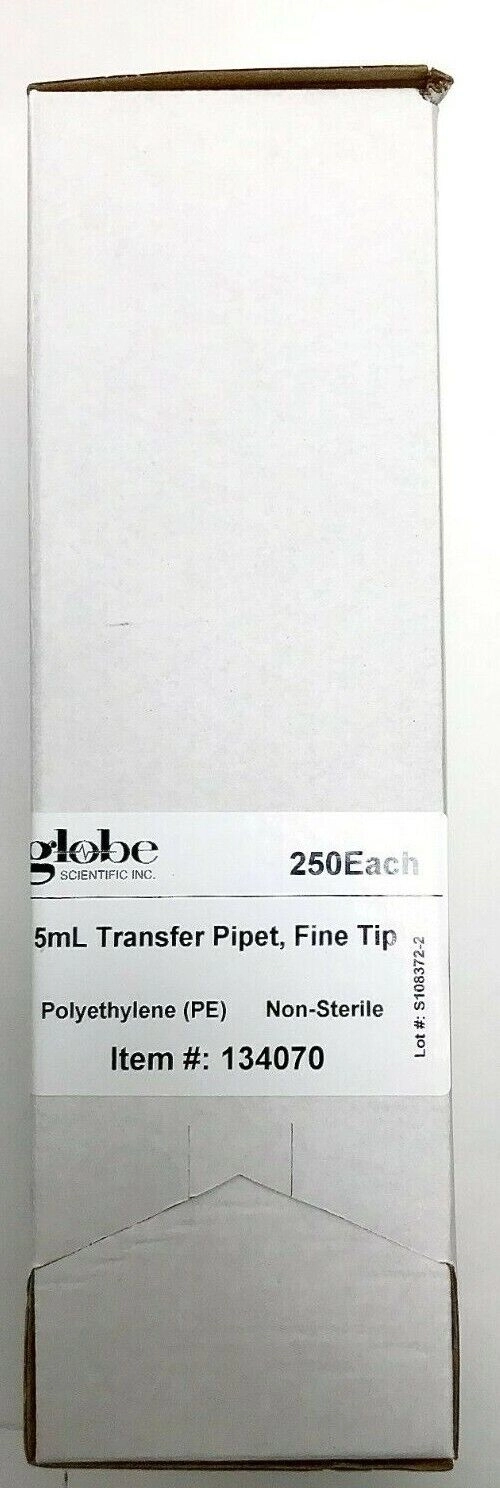 globe
SCIENTIFIC INC.
250Each
5mL Transfer Pipet, Fine Tip
Polyethylene (PE) Non-Sterile
Item #: 134070
Lot #: S108372-2